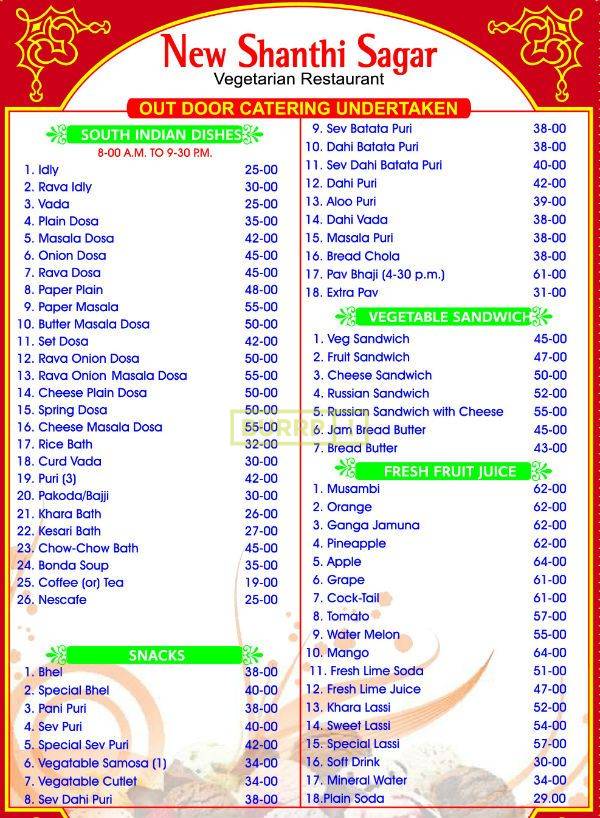 New Shanthi Sagar
Vegetarian Restaurant
OUT DOOR CATERING UNDERTAKEN
SOUTH INDIAN DISHES
8-00 A.M. TO 9-30 P.M.
1. Idly 25-00
2. Rava Idly 30-00
3. Vada 25-00
4. Plain Dosa 35-00
5. Masala Dosa 42-00
6. Onion Dosa 45-00
7. Rava Dosa 45-00
8. Paper Plain 48-00
9. Paper Masala 55-00
10. Butter Masala Dosa 50-00
11. Set Dosa 42-00
12. Rava Onion Dosa 50-00
13. Rava Onion Masala Dosa 55-00
14. Cheese Plain Dosa 50-00
15. Spring Dosa 50-00
16. Cheese Masala Dosa 55-00
17. Rice Bath 32-00
18. Curd Vada 30-00
19. Puri (3) 42-00
20. Pakoda/Bajji 30-00
21. Khara Bath 26-00
22. Kesari Bath 27-00
23. Chow-Chow Bath 45-00
24. Bonda Soup 35-00
25. Coffee (or) Tea 19-00
26. Nescafe 25-00
SNACKS
1. Bhel 38-00
2. Special Bhel 40-00
3. Pani Puri 38-00
4. Sev Puri 40-00
5. Special Sev Puri 42-00
6. Vegatable Samosa (1) 34-00
7. Vegatable Cutlet 34-00
8. Sev Dahi Puri 38-00
9. Sev Batata Puri 38-00
10. Dahi Batata Puri 38-00
11. Sev Dahi Batata Puri 40-00
12. Dahi Puri 42-00
13. Aloo Puri 39-00
14. Dahi Vada 38-00
15. Masala Puri 38-00
16. Bread Chola 38-00
17. Pav Bhaji (4-30 p.m.) 61-00
18. Extra Pav 31-00
VEGETABLE SANDWICH
1. Veg Sandwich 45-00
2. Fruit Sandwich 47-00
3. Cheese Sandwich 50-00
4. Russian Sandwich 52-00
5. Russian Sandwich with Cheese 55-00
6. Jam Bread Butter 45-00
7. Bread Butter 43-00
FRESH FRUIT JUICE
1. Musambi 62-00
2. Orange 62-00
3. Ganga Jamuna 62-00
4. Pineapple 62-00
5. Apple 64-00
6. Grape 61-00
7. Cock-Tail 61-00
8. Tomato 57-00
9. Water Melon 55-00
10. Mango 64-00
11. Fresh Lime Soda 51-00
12. Fresh Lime Juice 47-00
13. Khara Lassi 52-00
14. Sweet Lassi 54-00
15. Special Lassi 57-00
16. Soft Drink 30-00
17. Mineral Water 34-00
18.Plain Soda 29.00